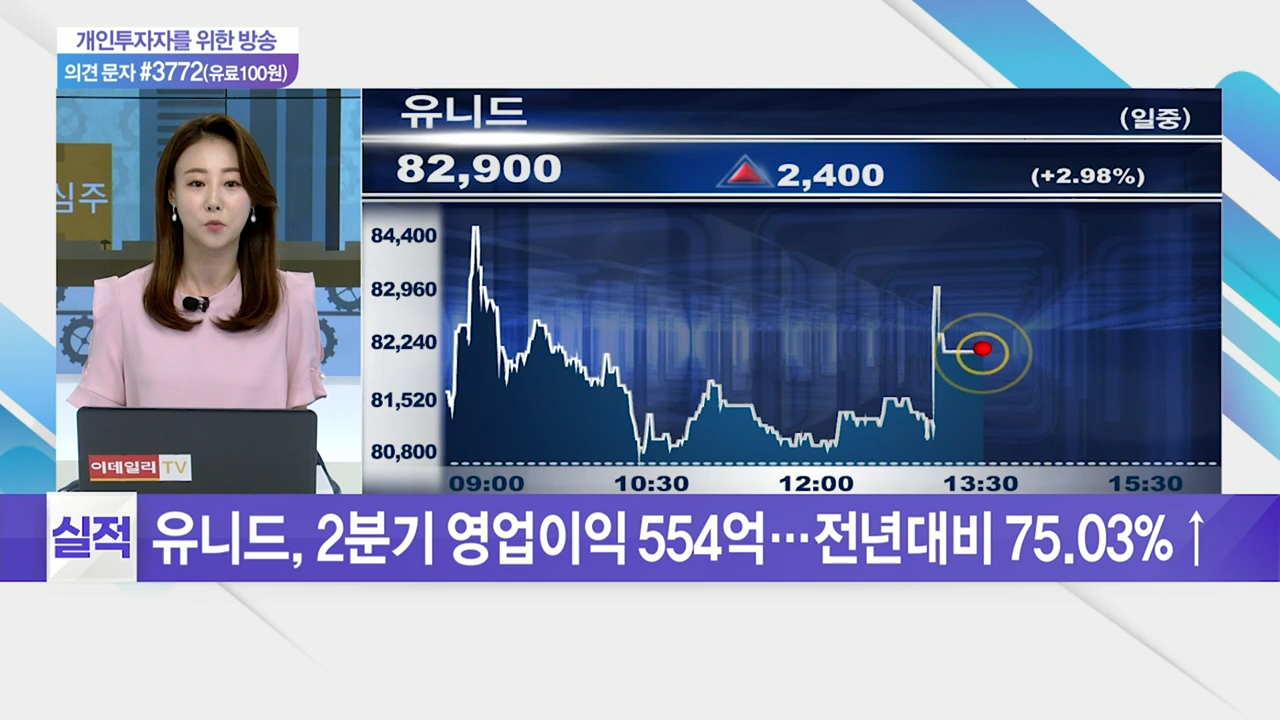 개인투자자를 위한 방송
의견 문자 #3772(유료100원)
심주
이데일리TV
유니드 (일중)
82,900 ▲ 2,400 (+2.98%)
84,400
82,960
82,240
81,520
80,800
09:00 10:30 12:00 13:30 15:30
실적 유니드, 2분기 영업이익 554억…전년대비 75.03%↑